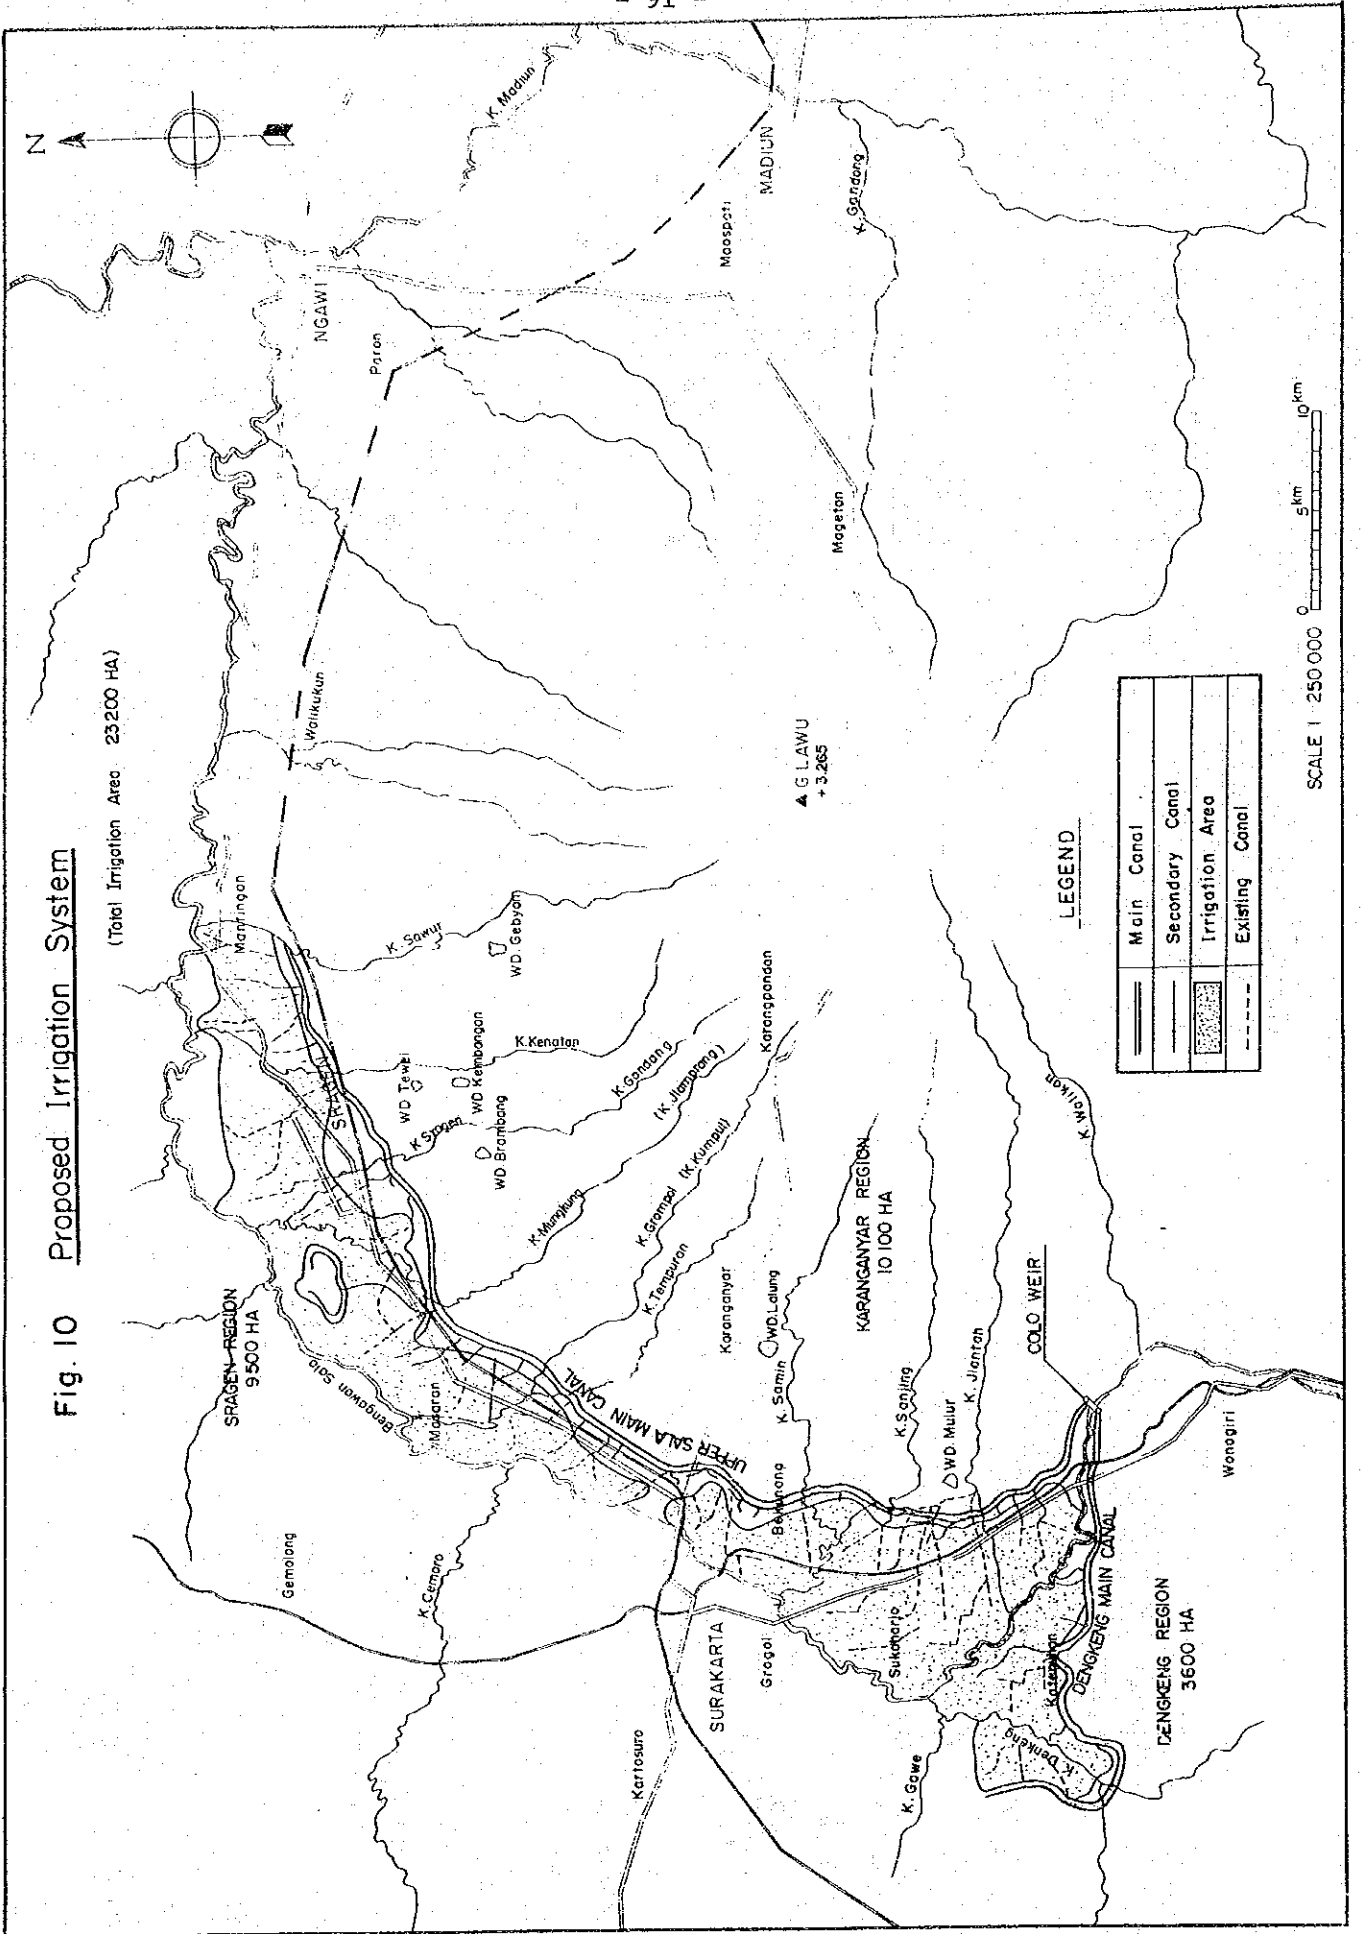 - 91 -
Fig. 10 Proposed Irrigation System
(Total Irrigation Area 23200 HA)
N
K. Madiun
NGAWI
Paron
MADIUN
Maospati
K. Gandong
Magetan
Walikukun
Mantingan
K. Sawur
WD. Gebyan
▲ G LAWU
+ 3.265
SRAGEN
WD Tewel
WD Kembangan
K. Kenatan
K Sragen
WD. Brambang
K. Gondang
(K. Jlamprang)
Karangpandan
K. Mungkung
K. Grompol (K. Kumpul)
K. Tempuran
SRAGEN REGION
9500 HA
Bengawan Sala
Masaran
UPPER SALA MAIN CANAL
Karanganyar
WD. Lalung
K. Samin
KARANGANYAR REGION
10 100 HA
K. Sanjing
K. Jlantah
WD. Mulur
COLO WEIR
K. Walikan
Wonogiri
Gemolong
K. Cemoro
Bekonang
SURAKARTA
Grogol
Sukoharjo
Kartosuro
K. Gawe
K. Denkeng
DENGKENG MAIN CANAL
DENGKENG REGION
3600 HA
LEGEND
Main Canal
Secondary Canal
Irrigation Area
Existing Canal
SCALE 1 250 000
0 5km 10km